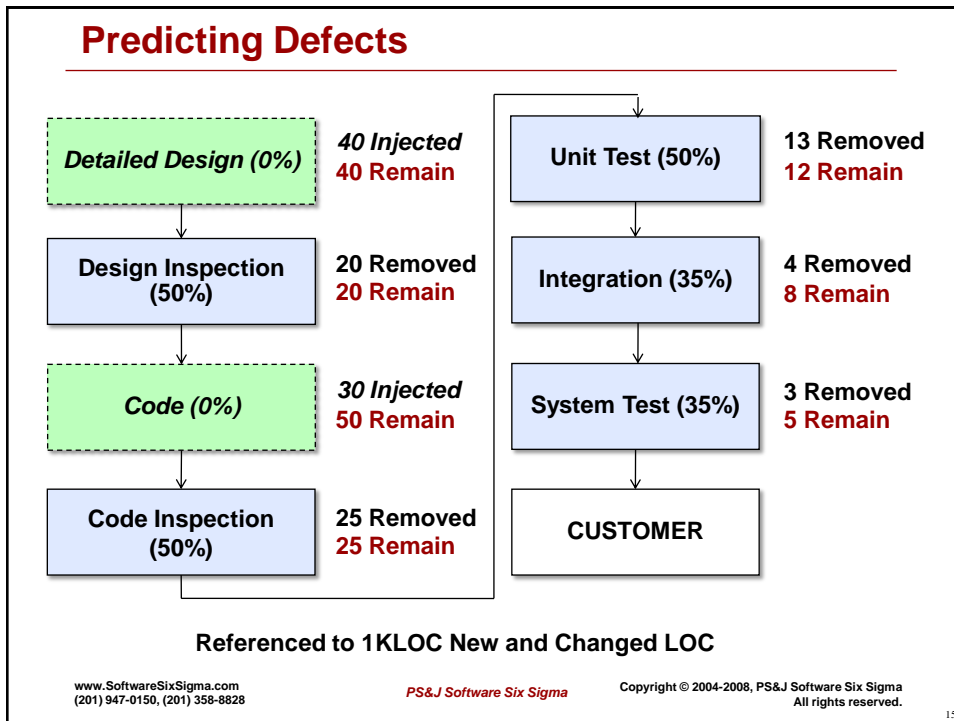 Predicting Defects
Detailed Design (0%)
40 Injected
40 Remain
Design Inspection
(50%)
20 Removed
20 Remain
Code (0%)
30 Injected
50 Remain
Code Inspection
(50%)
25 Removed
25 Remain
Unit Test (50%)
13 Removed
12 Remain
Integration (35%)
4 Removed
8 Remain
System Test (35%)
3 Removed
5 Remain
CUSTOMER
Referenced to 1KLOC New and Changed LOC
www.SoftwareSixSigma.com
(201) 947-0150, (201) 358-8828
PS&J Software Six Sigma
Copyright © 2004-2008, PS&J Software Six Sigma
All rights reserved.